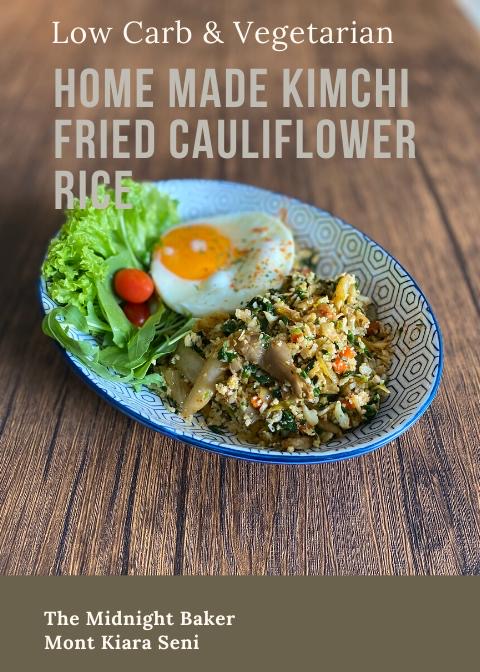 Low Carb & Vegetarian
HOME MADE KIMCHI
FRIED CAULIFLOWER
RICE
The Midnight Baker
Mont Kiara Seni